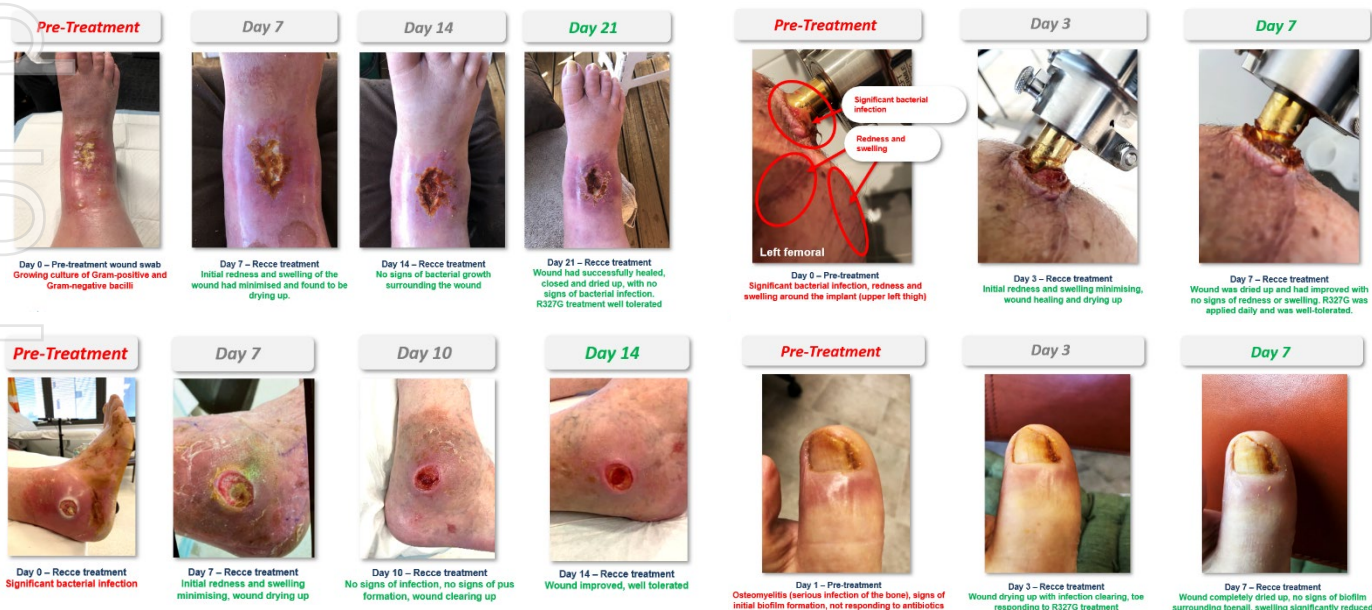 Pre-Treatment
Day 7
Day 14
Day 21
Day 0 – Pre-treatment wound swab
Growing culture of Gram-positive and
Gram-negative bacilli
Day 7 – Recce treatment
Initial redness and swelling of the
wound had minimised and found to be
drying up.
Day 14 – Recce treatment
No signs of bacterial growth
surrounding the wound
Day 21 – Recce treatment
Wound had successfully healed,
closed and dried up, with no
signs of bacterial infection.
R327G treatment well tolerated
Pre-Treatment
Day 3
Day 7
Significant bacterial
infection
Redness and
swelling
Left femoral
Day 0 – Pre-treatment
Significant bacterial infection, redness and
swelling around the implant (upper left thigh)
Day 3 – Recce treatment
Initial redness and swelling minimising,
wound healing and drying up
Day 7 – Recce treatment
Wound was dried up and had improved with
no signs of redness or swelling. R327G was
applied daily and was well-tolerated.
Pre-Treatment
Day 7
Day 10
Day 14
Day 0 – Recce treatment
Significant bacterial infection
Day 7 – Recce treatment
Initial redness and swelling
minimising, wound drying up
Day 10 – Recce treatment
No signs of infection, no signs of pus
formation, wound clearing up
Day 14 – Recce treatment
Wound improved, well tolerated
Pre-Treatment
Day 3
Day 7
Day 1 – Pre-treatment
Osteomyelitis (serious infection of the bone), signs of
initial biofilm formation, not responding to antibiotics
Day 3 – Recce treatment
Wound drying up with infection clearing, toe
responding to R327G treatment
Day 7 – Recce treatment
Wound completely dried up, no signs of biofilm
surrounding toenail, swelling significantly reduced